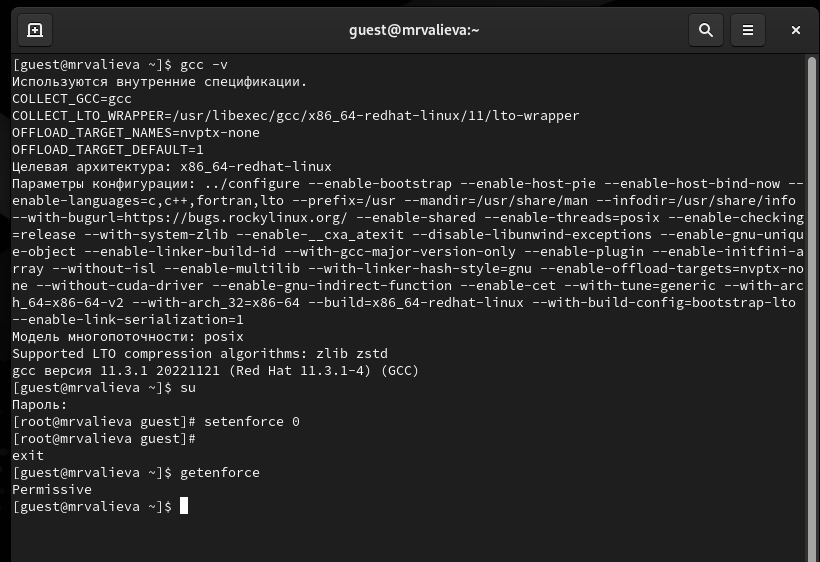 guest@mrvalieva:~
[guest@mrvalieva ~]$ gcc -v
Используются внутренние спецификации.
COLLECT_GCC=gcc
COLLECT_LTO_WRAPPER=/usr/libexec/gcc/x86_64-redhat-linux/11/lto-wrapper
OFFLOAD_TARGET_NAMES=nvptx-none
OFFLOAD_TARGET_DEFAULT=1
Целевая архитектура: x86_64-redhat-linux
Параметры конфигурации: ../configure --enable-bootstrap --enable-host-pie --enable-host-bind-now --
enable-languages=c,c++,fortran,lto --prefix=/usr --mandir=/usr/share/man --infodir=/usr/share/info 
--with-bugurl=https://bugs.rockylinux.org/ --enable-shared --enable-threads=posix --enable-checking
=release --with-system-zlib --enable-__cxa_atexit --disable-libunwind-exceptions --enable-gnu-uniqu
e-object --enable-linker-build-id --with-gcc-major-version-only --enable-plugin --enable-initfini-a
rray --without-isl --enable-multilib --with-linker-hash-style=gnu --enable-offload-targets=nvptx-no
ne --without-cuda-driver --enable-gnu-indirect-function --enable-cet --with-tune=generic --with-arc
h_64=x86-64-v2 --with-arch_32=x86-64 --build=x86_64-redhat-linux --with-build-config=bootstrap-lto 
--enable-link-serialization=1
Модель многопоточности: posix
Supported LTO compression algorithms: zlib zstd
gcc версия 11.3.1 20221121 (Red Hat 11.3.1-4) (GCC)
[guest@mrvalieva ~]$ su
Пароль:
[root@mrvalieva guest]# setenforce 0
[root@mrvalieva guest]#
exit
[guest@mrvalieva ~]$ getenforce
Permissive
[guest@mrvalieva ~]$